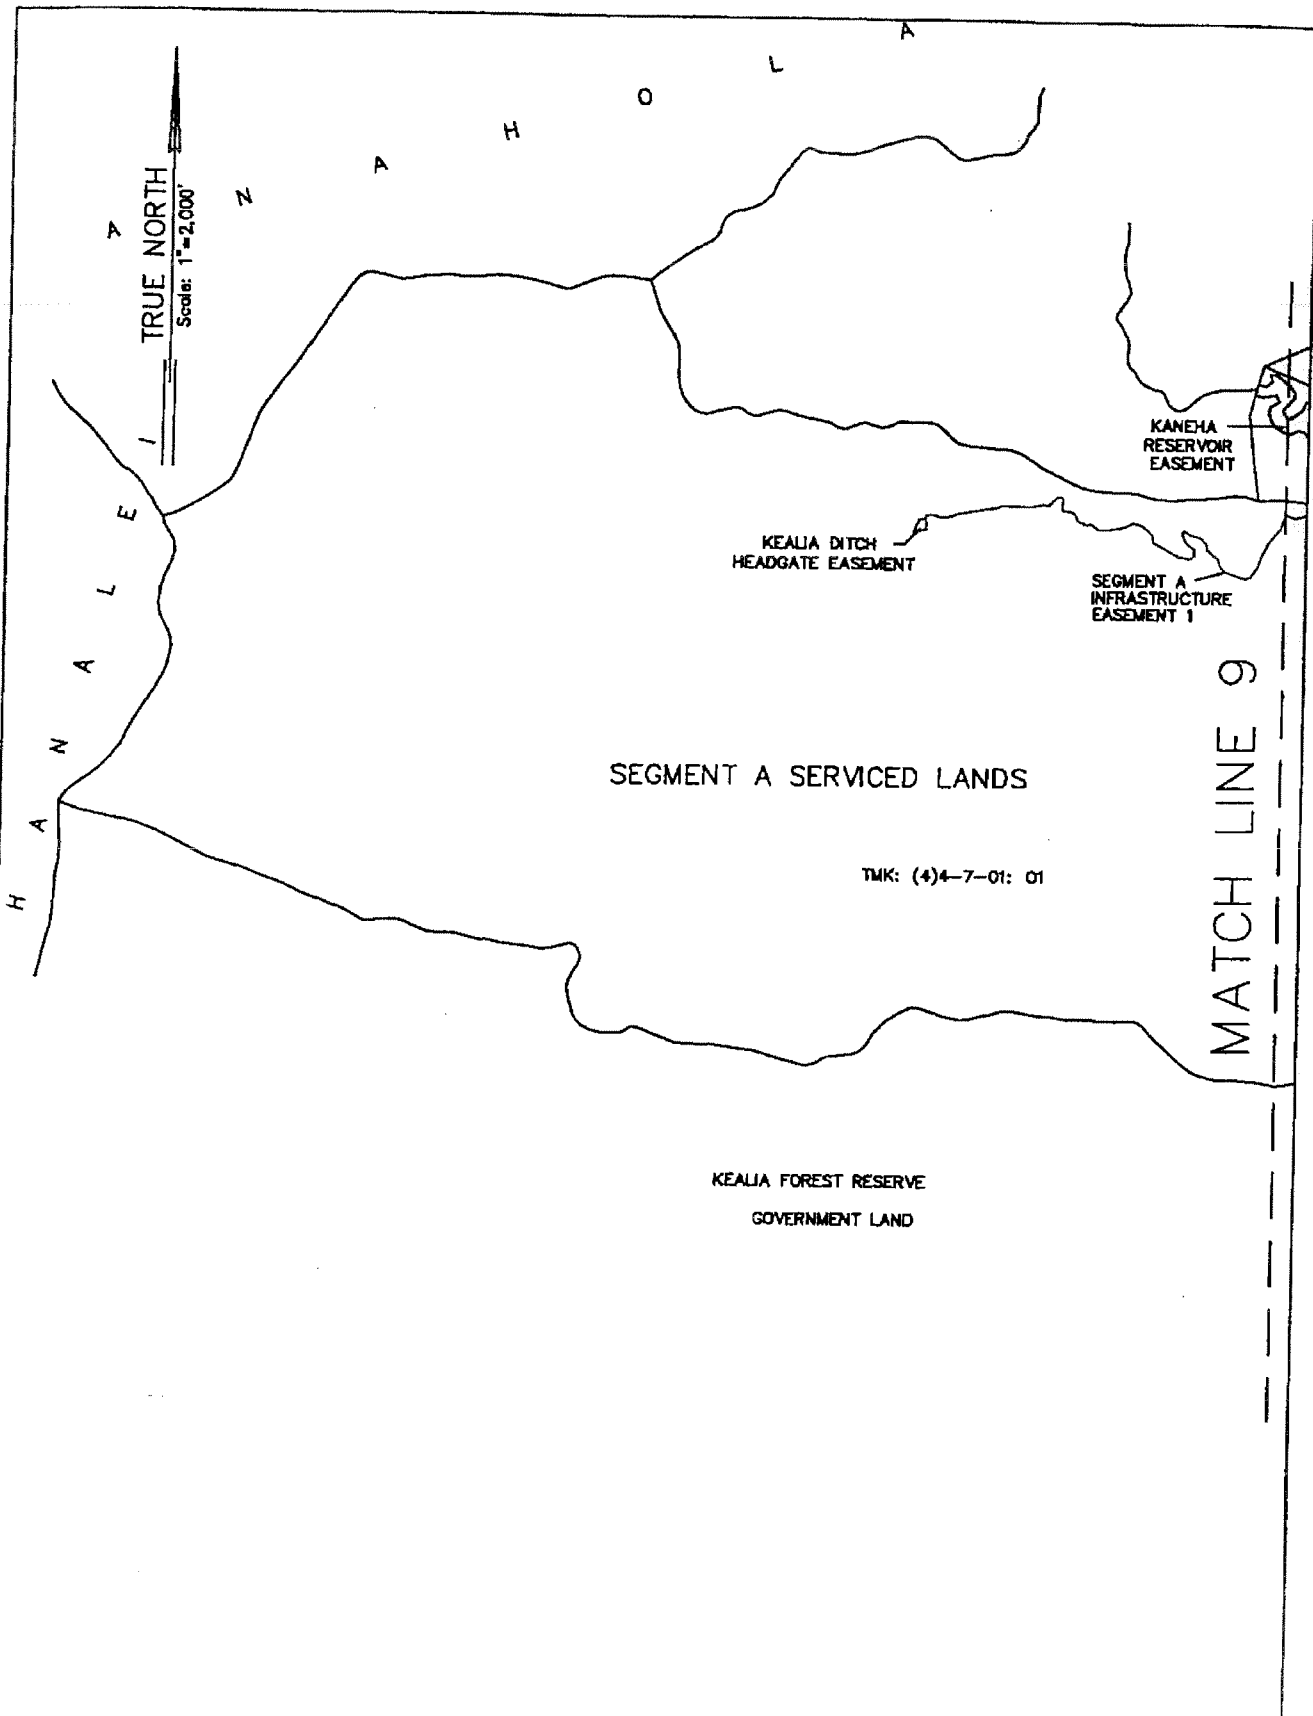 A N A H O L A
TRUE NORTH
Scale: 1"=2,000'
H A N A L E I
KANEHA
RESERVOIR
EASEMENT
KEALIA DITCH
HEADGATE EASEMENT
SEGMENT A
INFRASTRUCTURE
EASEMENT 1
MATCH LINE 9
SEGMENT A SERVICED LANDS
TMK: (4)4-7-01: 01
KEALIA FOREST RESERVE
GOVERNMENT LAND